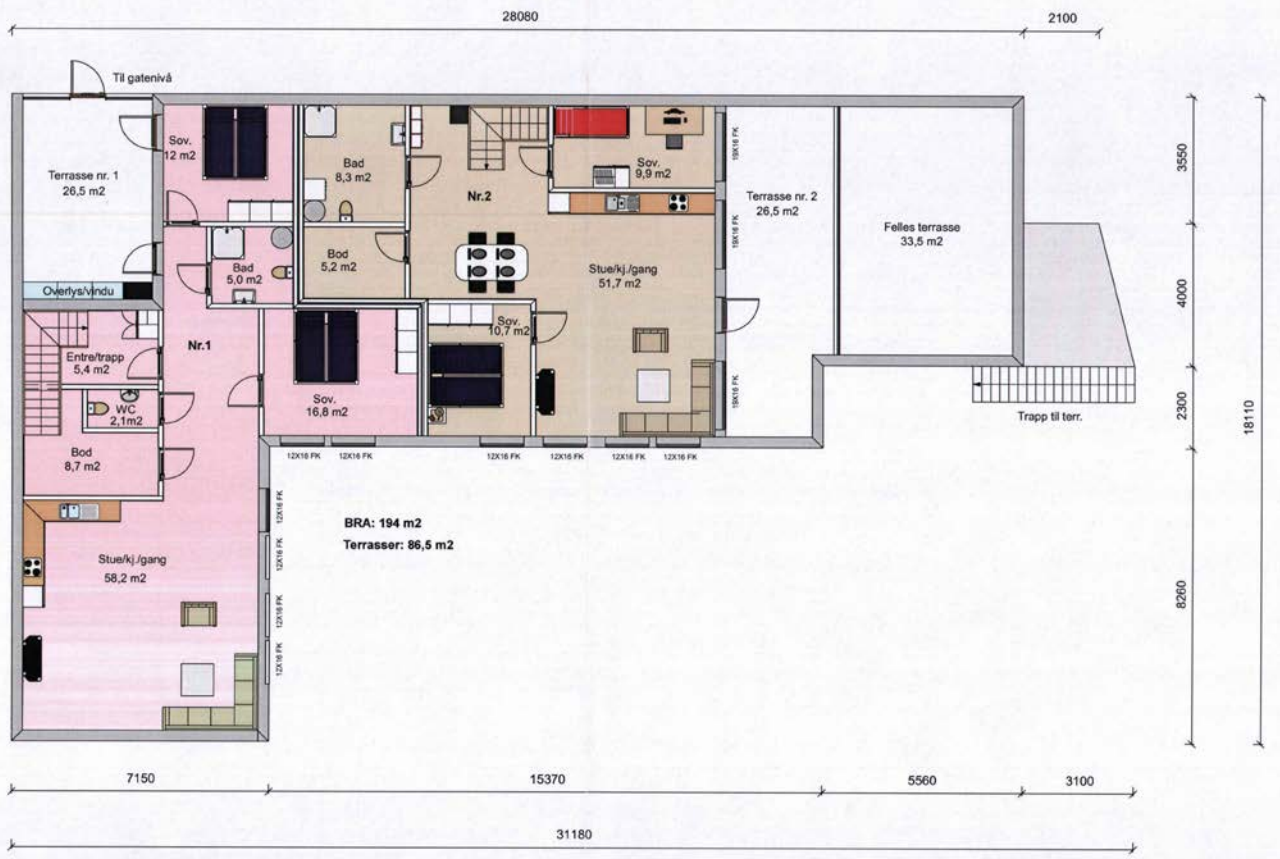 28080
2100
Til gatenivå
Terrasse nr. 1
26,5 m2
Sov.
12 m2
Bad
8,3 m2
Nr.2
Sov.
9,9 m2
19X16 FK
Terrasse nr. 2
26,5 m2
Felles terrasse
33,5 m2
3550
Bod
5,2 m2
Bad
5,0 m2
Stue/kj./gang
51,7 m2
19X16 FK
Overlys/vindu
4000
18110
Entre/trapp
5,4 m2
Nr.1
Sov.
10,7 m2
WC
2,1m2
Sov.
16,8 m2
19X16 FK
Trapp til terr.
2300
Bod
8,7 m2
12X16 FK
12X16 FK
12X16 FK
12X16 FK
12X16 FK
12X16 FK
12X16 FK
12X16 FK
12X16 FK
12X16 FK
BRA: 194 m2
Terrasser: 86,5 m2
Stue/kj./gang
58,2 m2
8260
7150
15370
5560
3100
31180